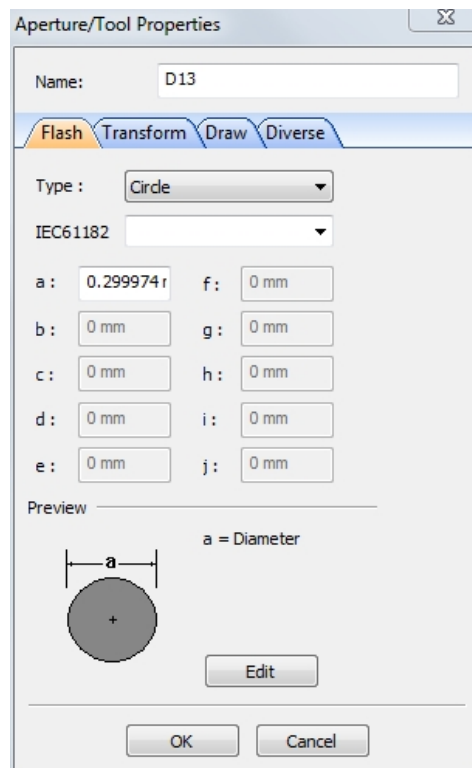 Aperture/Tool Properties
Name: D13
Flash Transform Draw Diverse
Type : Circle
IEC61182
a : 0.299974 r f : 0 mm
b : 0 mm g : 0 mm
c : 0 mm h : 0 mm
d : 0 mm i : 0 mm
e : 0 mm j : 0 mm
Preview
a = Diameter
a
Edit
OK Cancel